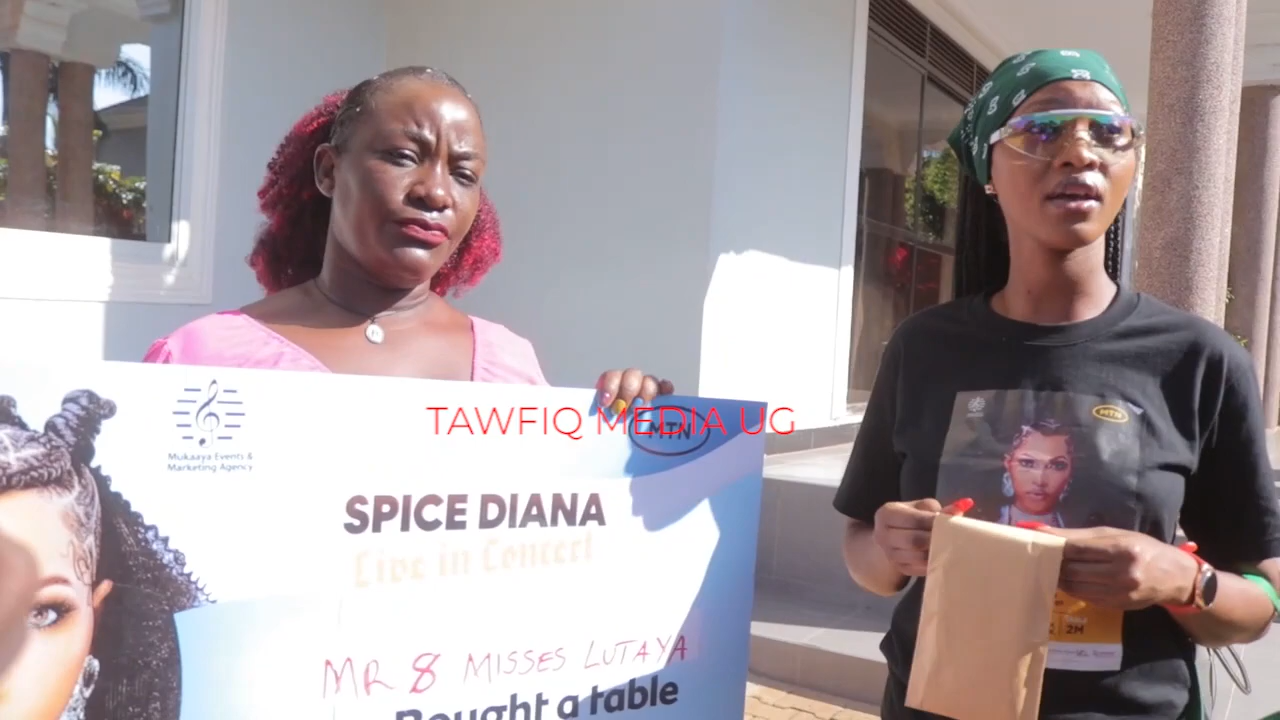 Mukaaya Events &
Marketing Agency
TAWFIQ MEDIA UG
MTN
SPICE DIANA
Live in Concert
MR & MISSES LUTAYA
Bought a table
MTN
2M